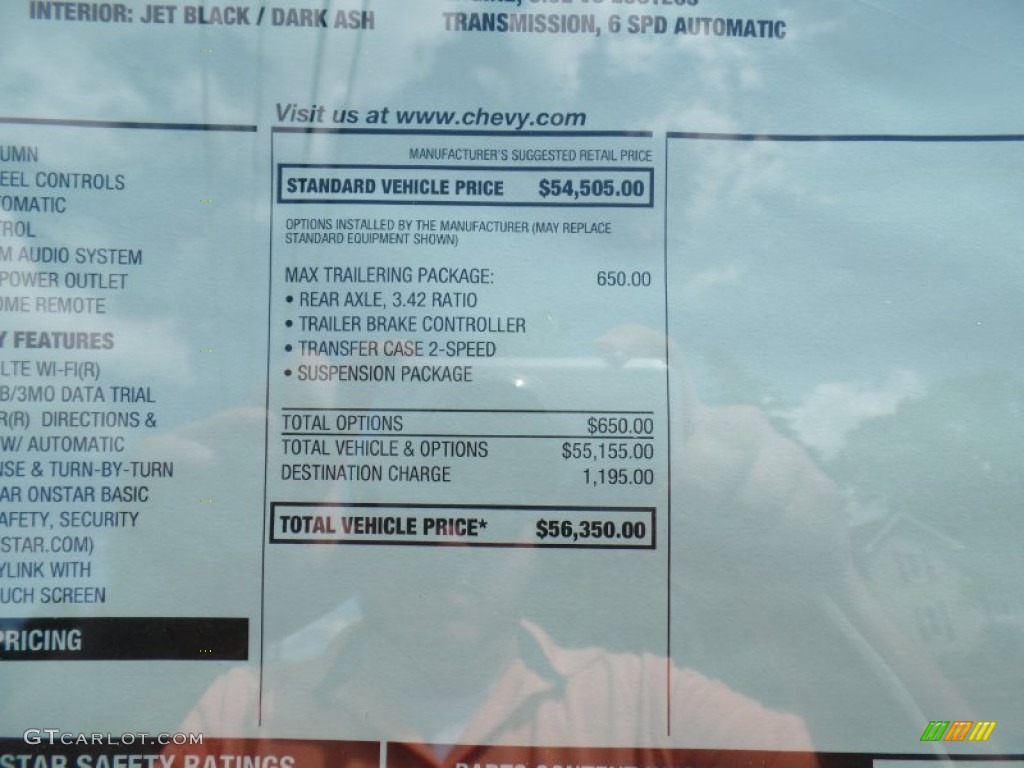 INTERIOR: JET BLACK / DARK ASH
TRANSMISSION, 6 SPD AUTOMATIC
Visit us at www.chevy.com
UMN
EEL CONTROLS
OMATIC
TROL
M AUDIO SYSTEM
POWER OUTLET
OME REMOTE
Y FEATURES
LTE WI-FI(R)
B/3MO DATA TRIAL
R(R) DIRECTIONS &
W/ AUTOMATIC
NSE & TURN-BY-TURN
AR ONSTAR BASIC
AFETY, SECURITY
STAR.COM)
YLINK WITH
UCH SCREEN
PRICING
MANUFACTURER'S SUGGESTED RETAIL PRICE
STANDARD VEHICLE PRICE $54,505.00
OPTIONS INSTALLED BY THE MANUFACTURER (MAY REPLACE
STANDARD EQUIPMENT SHOWN)
MAX TRAILERING PACKAGE: 650.00
• REAR AXLE, 3.42 RATIO
• TRAILER BRAKE CONTROLLER
• TRANSFER CASE 2-SPEED
• SUSPENSION PACKAGE
TOTAL OPTIONS $650.00
TOTAL VEHICLE & OPTIONS $55,155.00
DESTINATION CHARGE 1,195.00
TOTAL VEHICLE PRICE* $56,350.00
GTCARLOT.COM
STAR SAFETY RATINGS